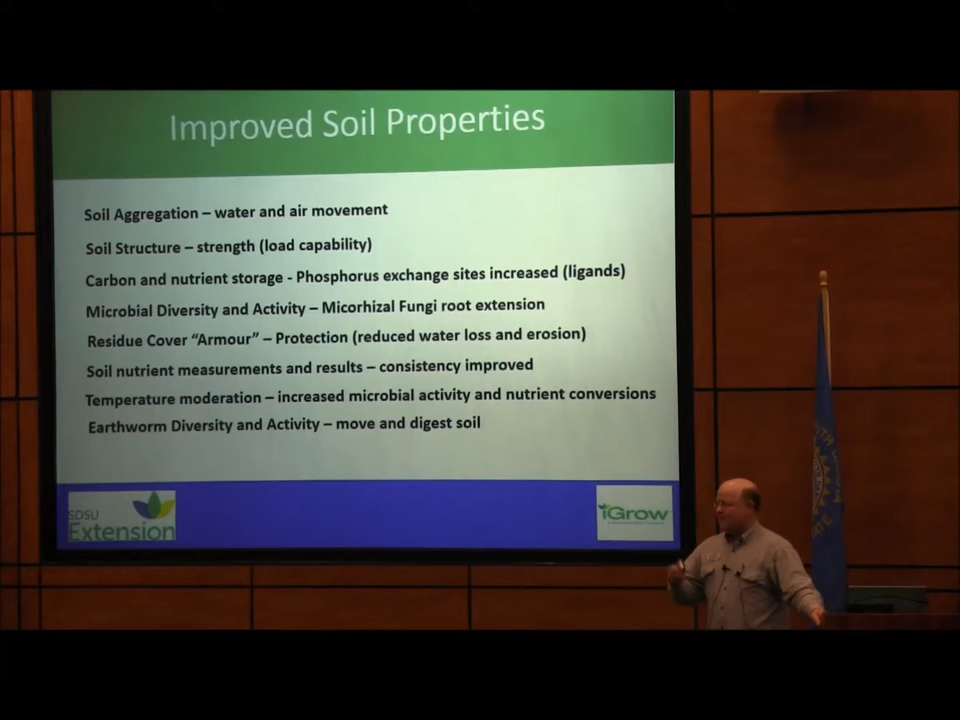 Improved Soil Properties
Soil Aggregation – water and air movement
Soil Structure – strength (load capability)
Carbon and nutrient storage - Phosphorus exchange sites increased (ligands)
Microbial Diversity and Activity – Micorhizal Fungi root extension
Residue Cover “Armour” – Protection (reduced water loss and erosion)
Soil nutrient measurements and results – consistency improved
Temperature moderation – increased microbial activity and nutrient conversions
Earthworm Diversity and Activity – move and digest soil
SDSU
Extension
iGrow